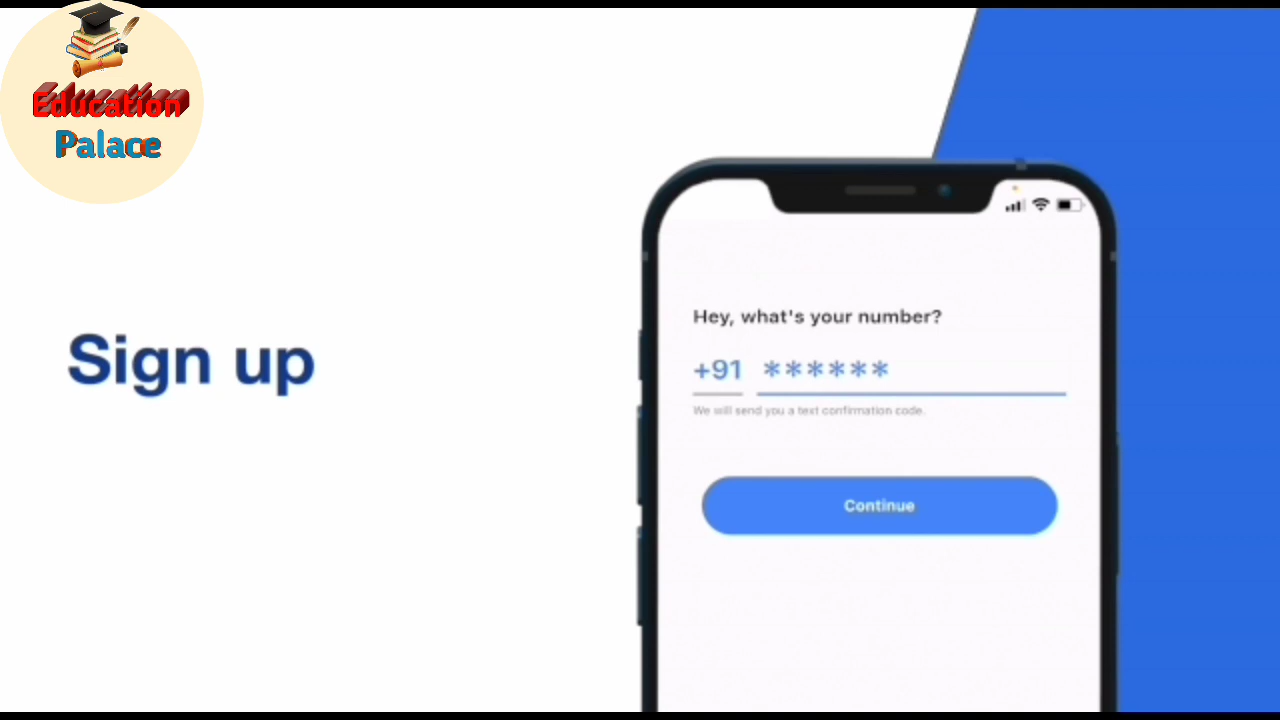 Education
Palace
Sign up
Hey, what's your number?
+91 ******
We will send you a text confirmation code.
Continue